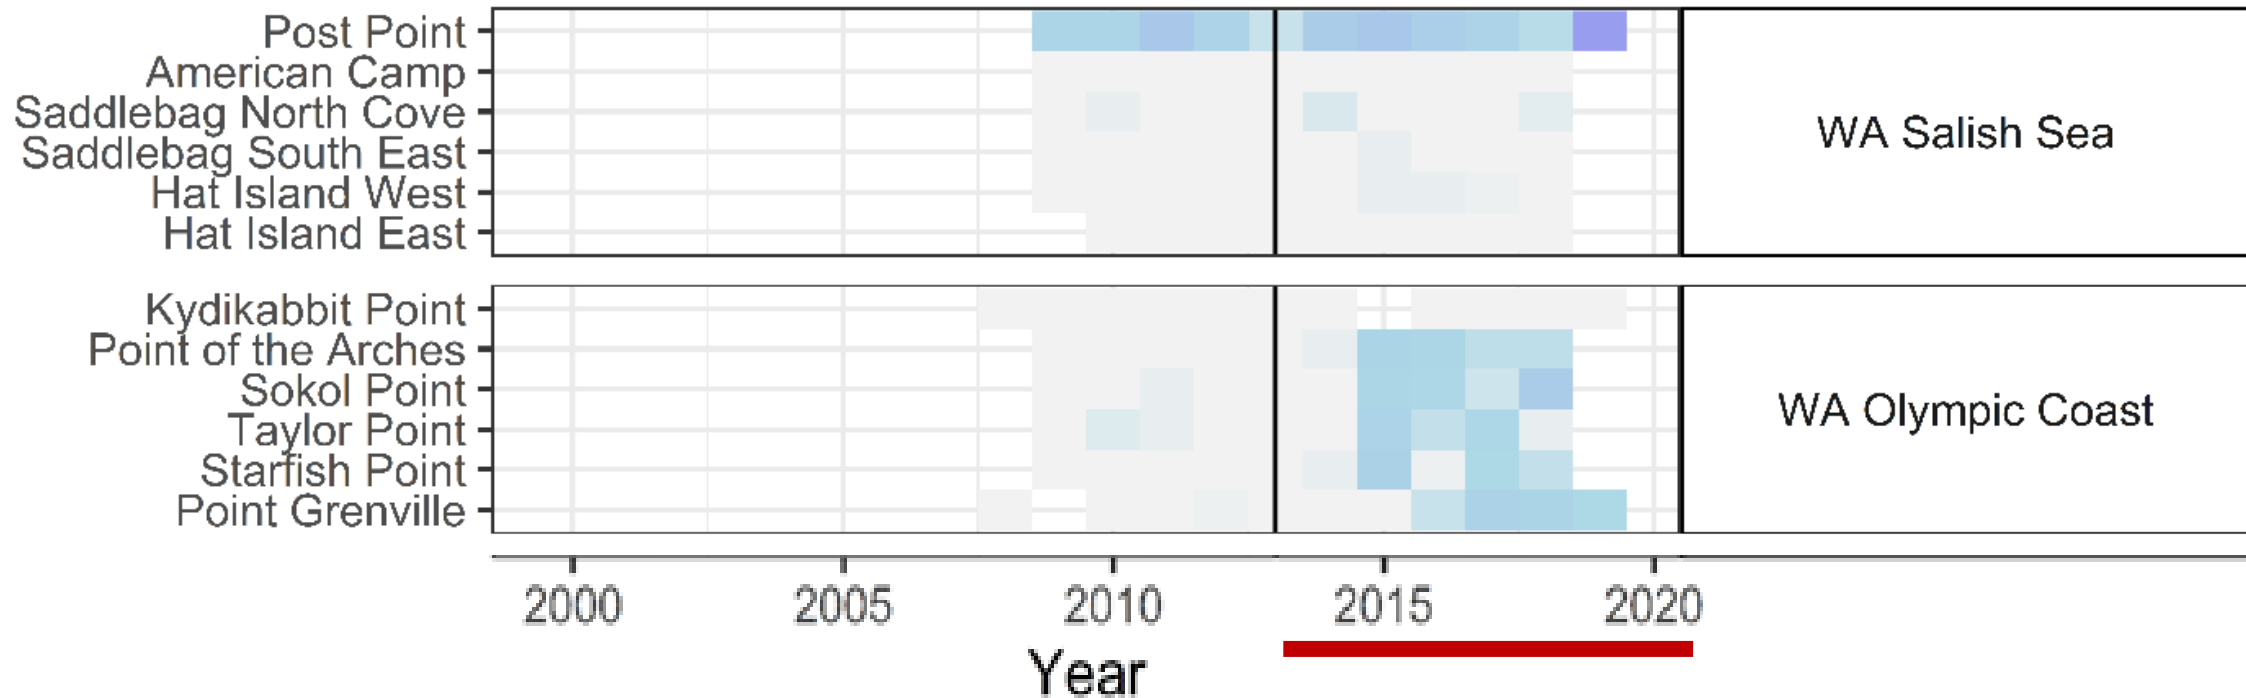 Post Point
American Camp
Saddlebag North Cove
Saddlebag South East
Hat Island West
Hat Island East
WA Salish Sea
Kydikabbit Point
Point of the Arches
Sokol Point
Taylor Point
Starfish Point
Point Grenville
WA Olympic Coast
2000 2005 2010 2015 2020
Year